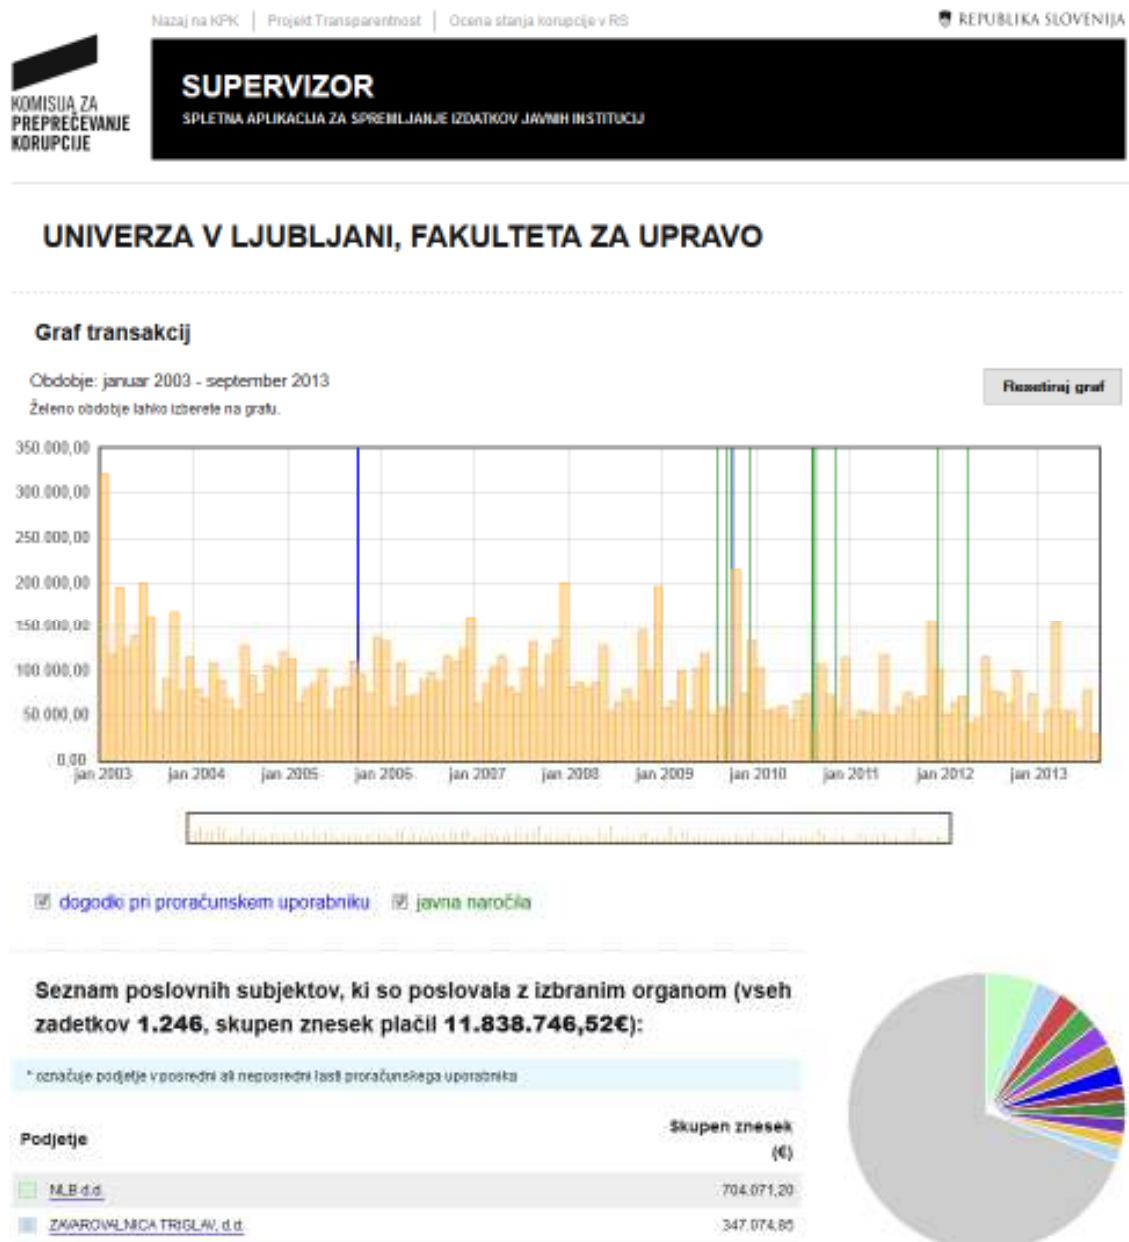 Nazaj na KPK | Projekt Transparentnost | Ocena stanja korupcije v RS
REPUBLIKA SLOVENIJA
KOMISIJA ZA
PREPREČEVANJE
KORUPCIJE
SUPERVIZOR
SPLETNA APLIKACIJA ZA SPREMLJANJE IZDATKOV JAVNIH INSTITUCIJ
UNIVERZA V LJUBLJANI, FAKULTETA ZA UPRAVO
Graf transakcij
Obdobje: januar 2003 - september 2013
Želeno obdobje lahko izberete na grafu.
Resetiraj graf
350.000,00
300.000,00
250.000,00
200.000,00
150.000,00
100.000,00
50.000,00
0,00
jan 2003 jan 2004 jan 2005 jan 2006 jan 2007 jan 2008 jan 2009 jan 2010 jan 2011 jan 2012 jan 2013
dogodki pri proračunskem uporabniku javna naročila
Seznam poslovnih subjektov, ki so poslovala z izbranim organom (vseh
zadetkov 1.246, skupen znesek plačil 11.838.746,52€):
* označuje podjetje v posredni ali neposredni lasti proračunskega uporabnika
Podjetje
Skupen znesek
(€)
NLB d.d. 704.071,20
ZAVAROVALNICA TRIGLAV, d.d. 347.074,85